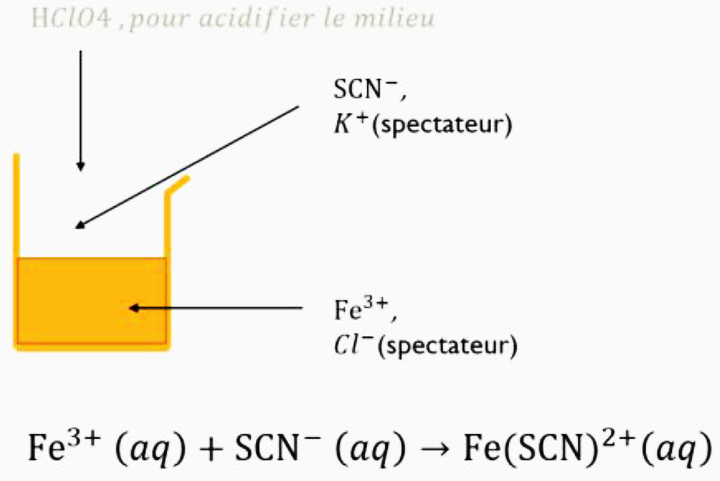 HClO4 ,pour acidifier le milieu
SCN⁻,
K⁺(spectateur)
Fe³⁺,
Cl⁻(spectateur)
Fe³⁺ (aq) + SCN⁻ (aq) → Fe(SCN)²⁺(aq)